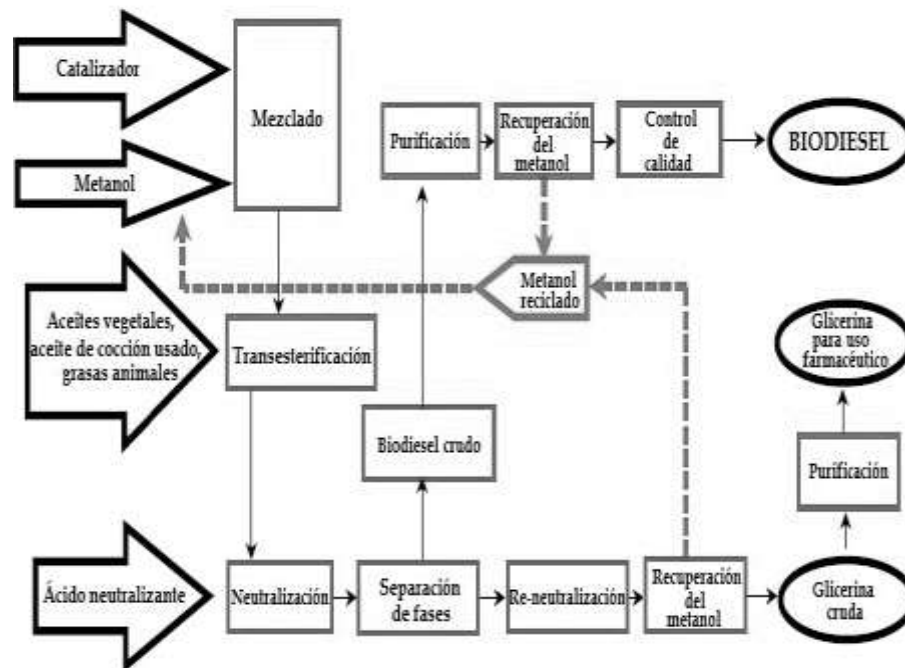 Catalizador
Mezclado
Metanol
Purificación
Recuperación
del
metanol
Control
de
calidad
BIODIESEL
Metanol
reciclado
Aceites vegetales,
aceite de cocción usado,
grasas animales
Transesterificación
Glicerina
para uso
farmacéutico
Biodiesel crudo
Purificación
Ácido neutralizante
Neutralización
Separación
de fases
Re-neutralización
Recuperación
del
metanol
Glicerina
cruda